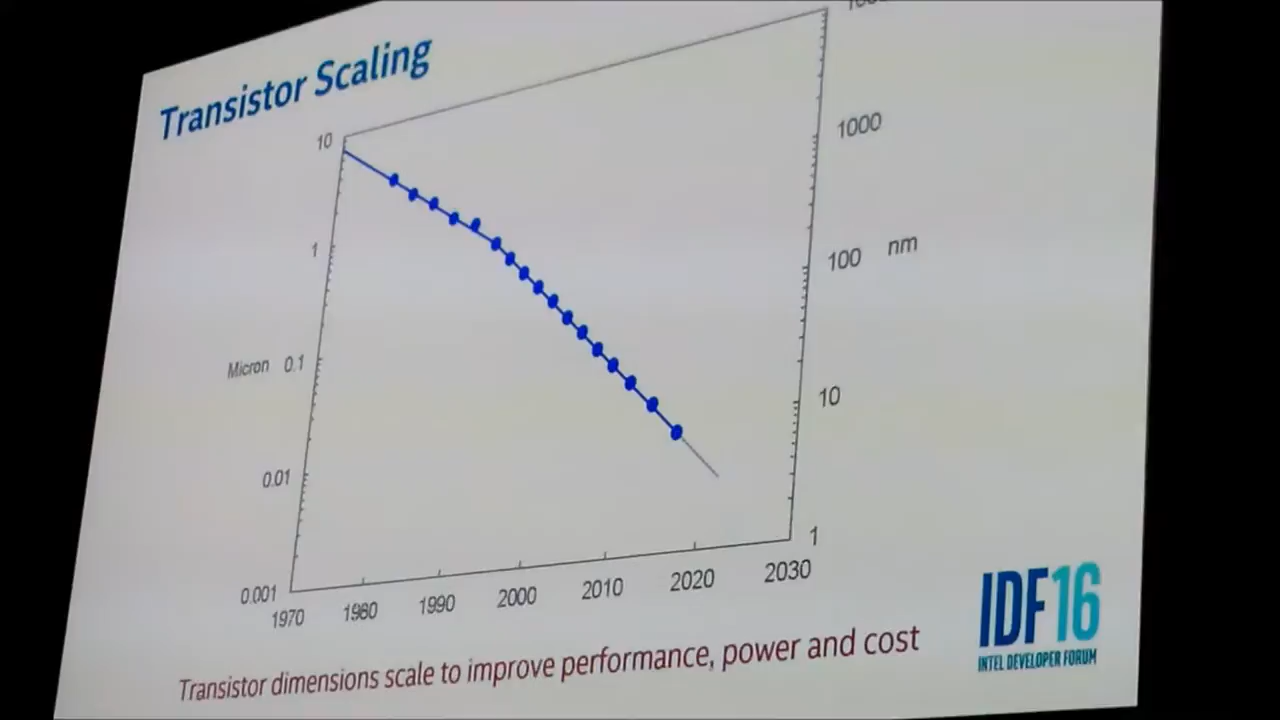 Transistor Scaling
10
1000
1
100 nm
Micron 0.1
10
0.01
1
0.001
1970 1980 1990 2000 2010 2020 2030
Transistor dimensions scale to improve performance, power and cost
IDF16
INTEL DEVELOPER FORUM